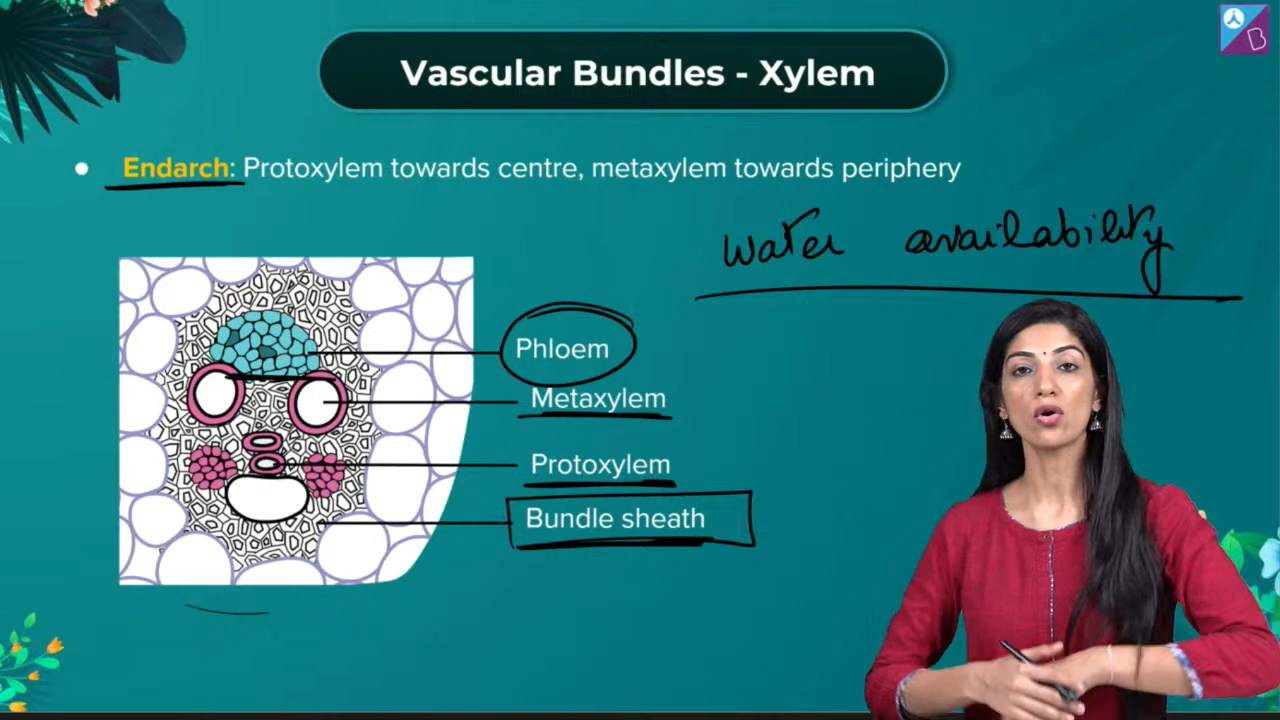 Vascular Bundles - Xylem
● Endarch: Protoxylem towards centre, metaxylem towards periphery
water availability
Phloem
Metaxylem
Protoxylem
Bundle sheath
B